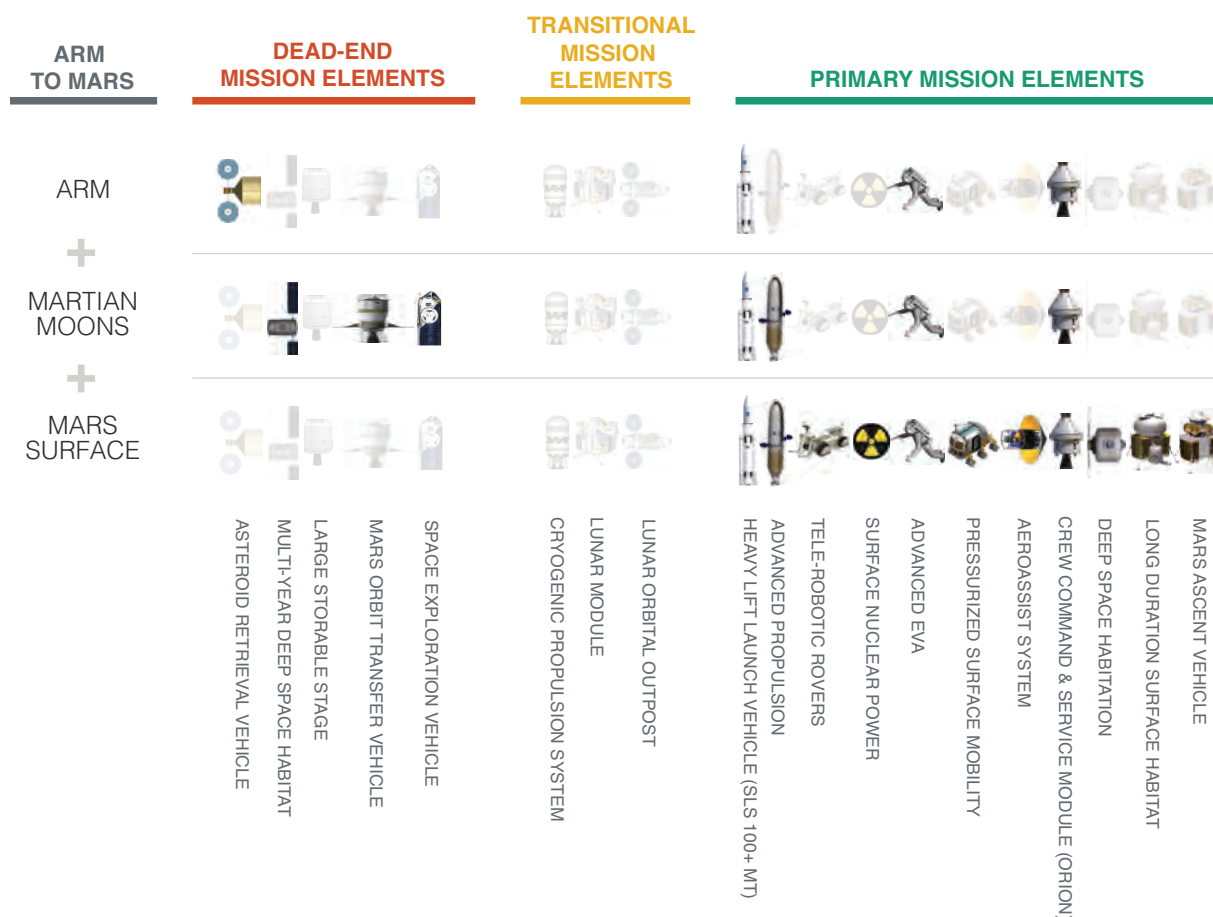 ARM
TO MARS
DEAD-END
MISSION ELEMENTS
TRANSITIONAL
MISSION
ELEMENTS
PRIMARY MISSION ELEMENTS
ARM
+
MARTIAN
MOONS
+
MARS
SURFACE
ASTEROID RETRIEVAL VEHICLE
MULTI-YEAR DEEP SPACE HABITAT
LARGE STORABLE STAGE
MARS ORBIT TRANSFER VEHICLE
SPACE EXPLORATION VEHICLE
CRYOGENIC PROPULSION SYSTEM
LUNAR MODULE
LUNAR ORBITAL OUTPOST
HEAVY LIFT LAUNCH VEHICLE (SLS 100+ MT)
ADVANCED PROPULSION
TELE-ROBOTIC ROVERS
SURFACE NUCLEAR POWER
ADVANCED EVA
PRESSURIZED SURFACE MOBILITY
AEROASSIST SYSTEM
CREW COMMAND & SERVICE MODULE (ORION)
DEEP SPACE HABITATION
LONG DURATION SURFACE HABITAT
MARS ASCENT VEHICLE